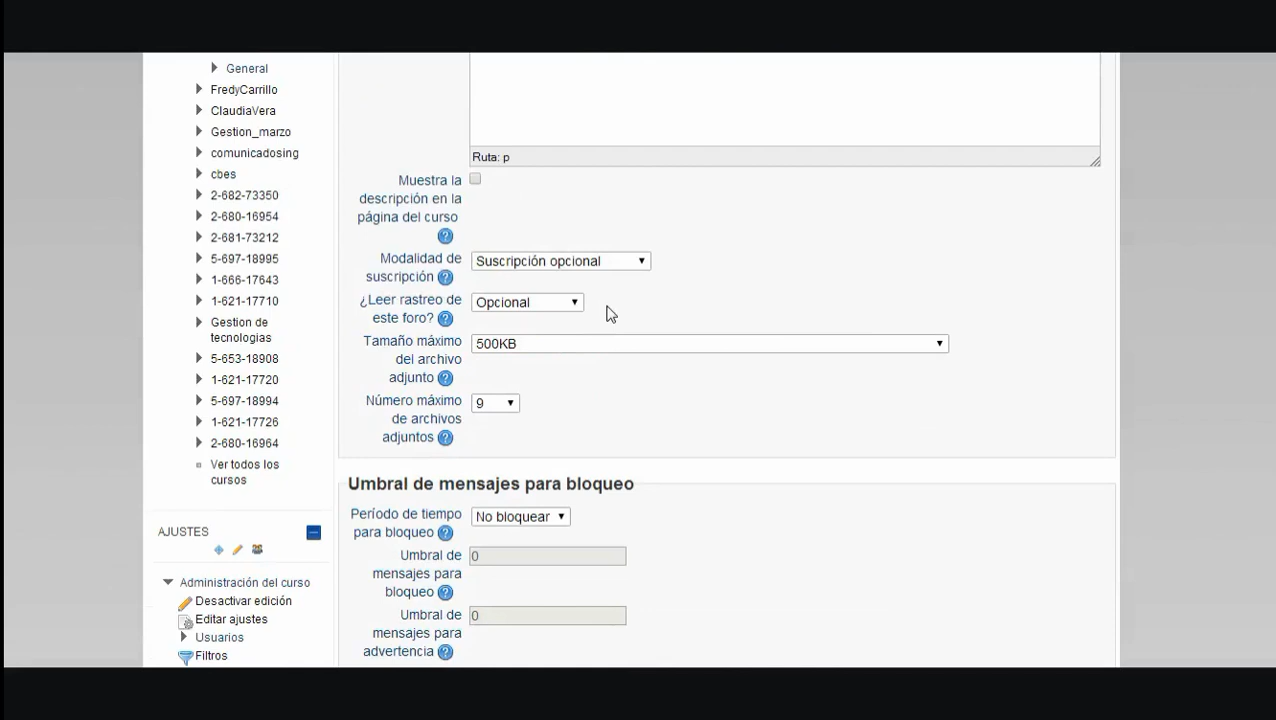 General
FredyCarrillo
ClaudiaVera
Gestion_marzo
comunicadosing
cbes
2-682-73350
2-680-16954
2-681-73212
5-697-18995
1-666-17643
1-621-17710
Gestion de
tecnologias
5-653-18908
1-621-17720
5-697-18994
1-621-17726
2-680-16964
Ver todos los
cursos
AJUSTES
Administración del curso
Desactivar edición
Editar ajustes
Usuarios
Filtros
Ruta: p
Muestra la
descripción en la
página del curso
Modalidad de
suscripción
Suscripción opcional
¿Leer rastreo de
este foro?
Opcional
Tamaño máximo
del archivo
adjunto
500KB
Número máximo
de archivos
adjuntos
9
Umbral de mensajes para bloqueo
Período de tiempo
para bloqueo
No bloquear
Umbral de
mensajes para
bloqueo
0
Umbral de
mensajes para
advertencia
0